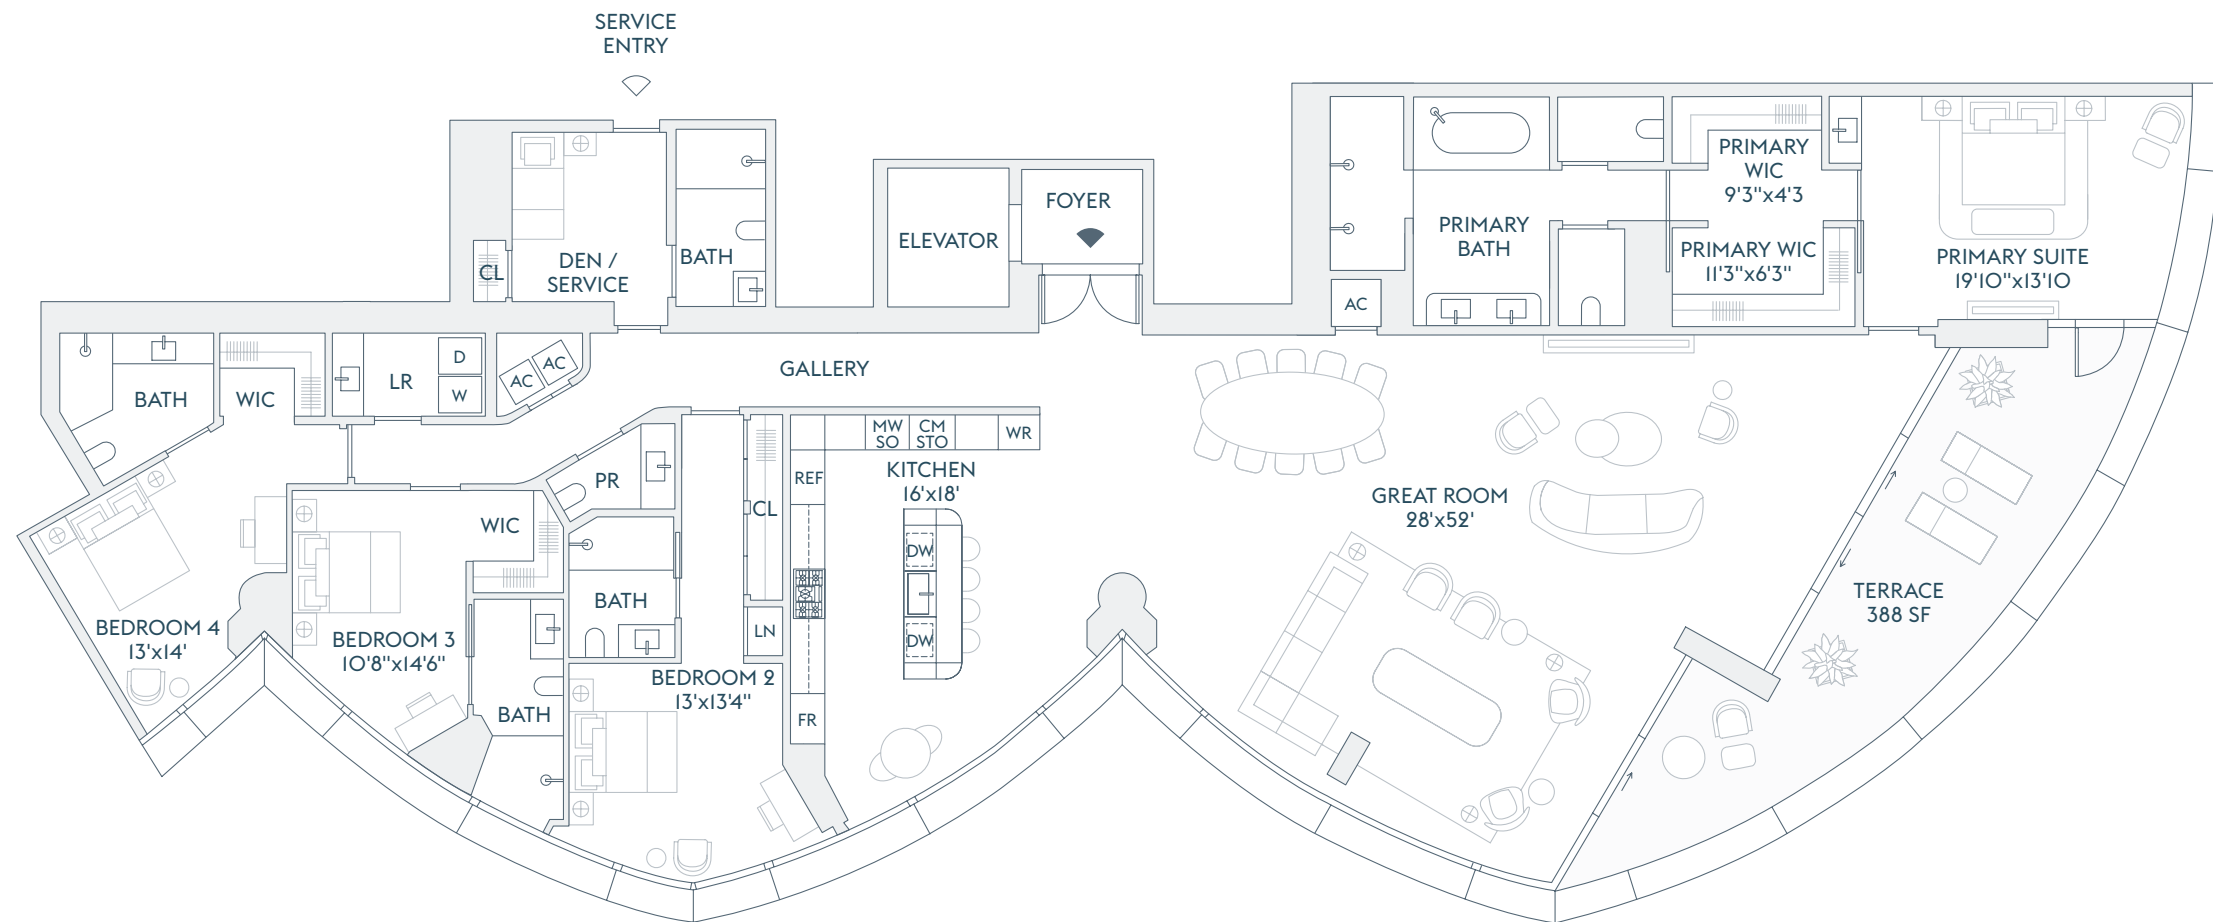 SERVICE
ENTRY
DEN /
SERVICE
CL
BATH
ELEVATOR
FOYER
PRIMARY
BATH
AC
PRIMARY
WIC
9'3"x4'3
PRIMARY WIC
11'3"x6'3"
PRIMARY SUITE
19'10"x13'10
BATH
WIC
LR
D
W
AC
AC
GALLERY
PR
WIC
CL
MW
SO
CM
STO
WR
REF
KITCHEN
16'x18'
DW
DW
FR
LN
BATH
BATH
BEDROOM 4
13'x14'
BEDROOM 3
10'8"x14'6"
BEDROOM 2
13'x13'4"
GREAT ROOM
28'x52'
TERRACE
388 SF